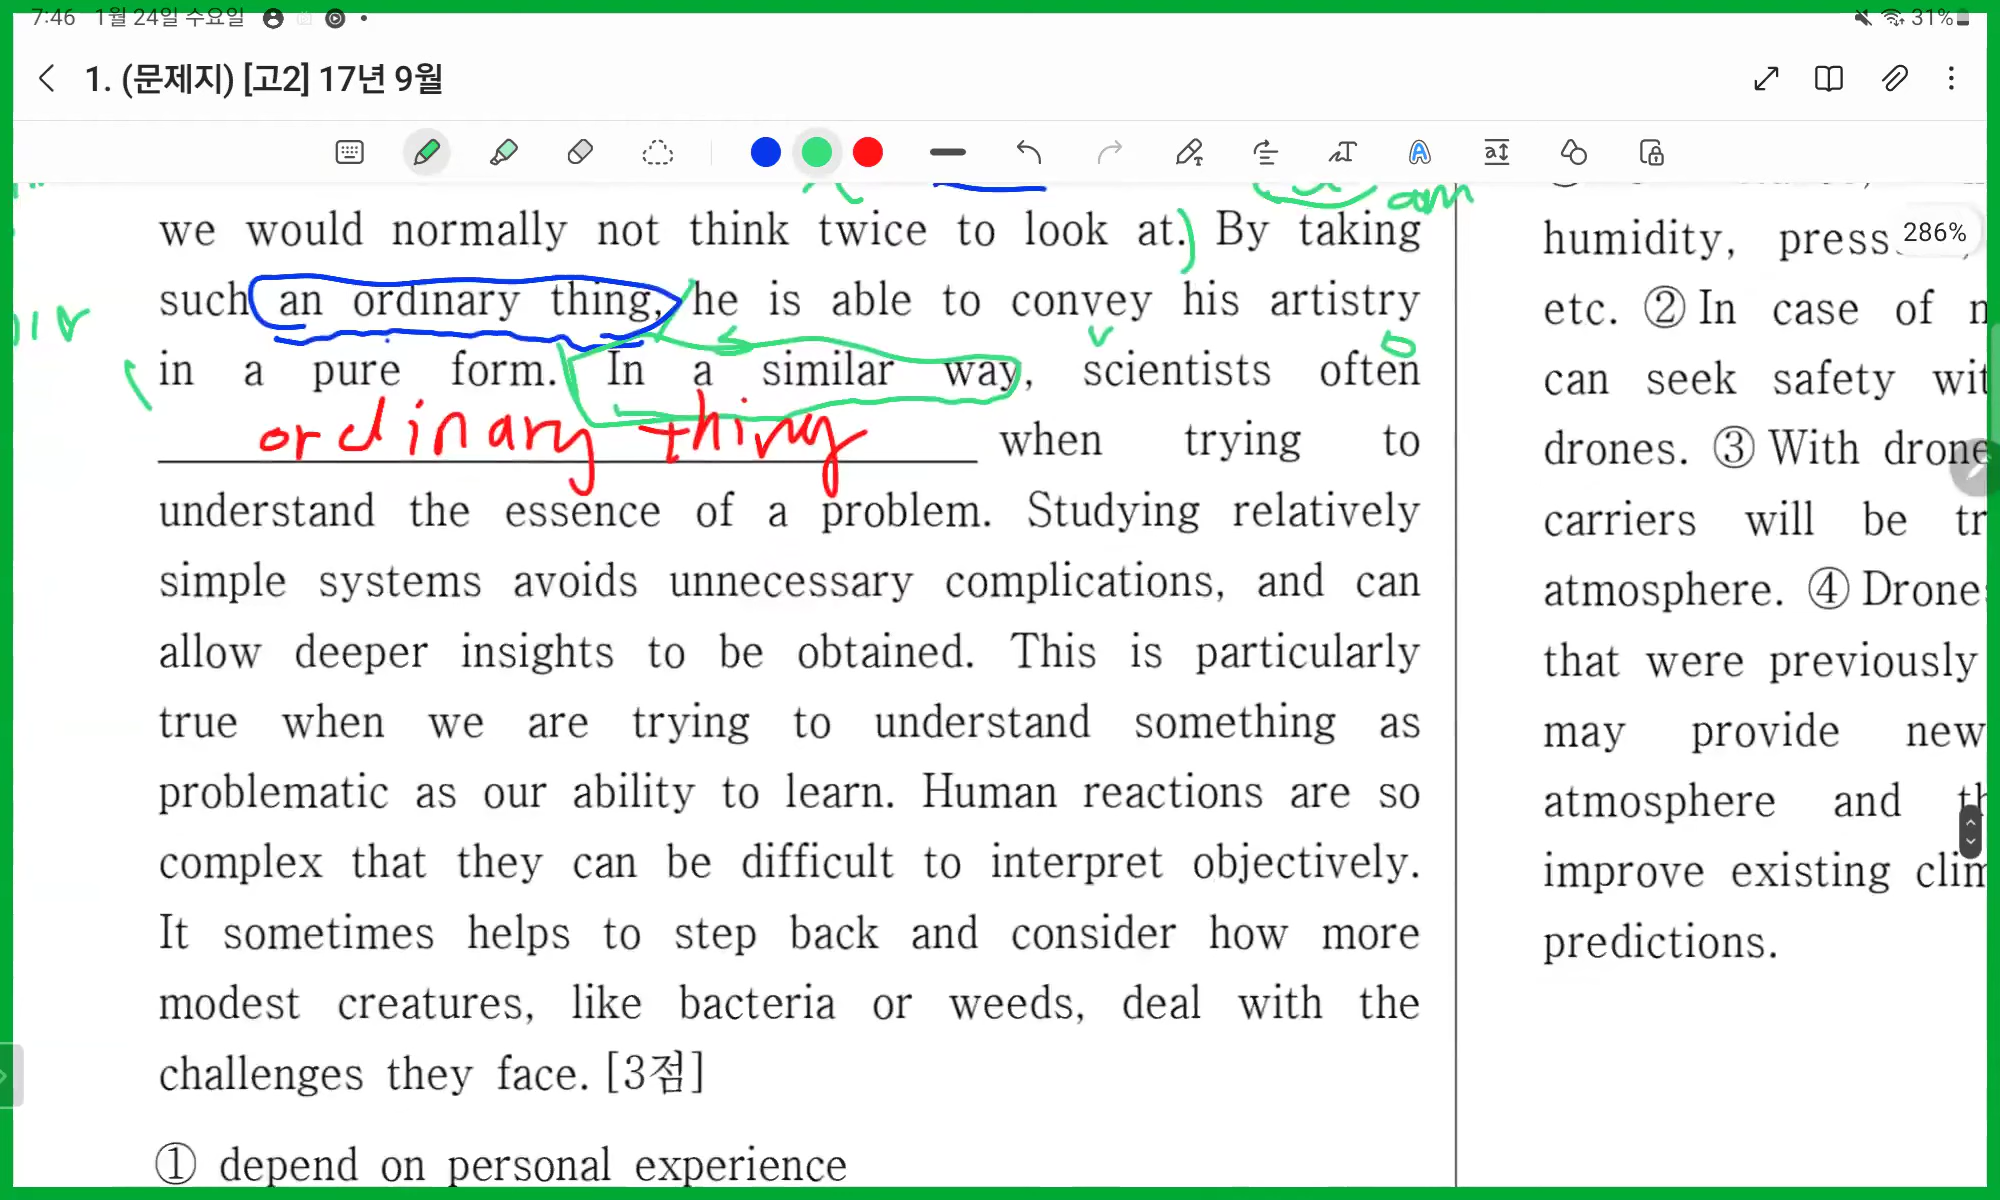 7:46 1월 24일 수요일
31%
1. (문제지) [고2] 17년 9월
we would normally not think twice to look at. By taking
such an ordinary thing, he is able to convey his artistry
in a pure form. In a similar way, scientists often
ordinary thing when trying to
understand the essence of a problem. Studying relatively
simple systems avoids unnecessary complications, and can
allow deeper insights to be obtained. This is particularly
true when we are trying to understand something as
problematic as our ability to learn. Human reactions are so
complex that they can be difficult to interpret objectively.
It sometimes helps to step back and consider how more
modest creatures, like bacteria or weeds, deal with the
challenges they face. [3점]
① depend on personal experience
286%
humidity, press
etc. ② In case of
can seek safety wit
drones. ③ With drone
carriers will be tr
atmosphere. ④ Drone
that were previously
may provide new
atmosphere and th
improve existing clim
predictions.